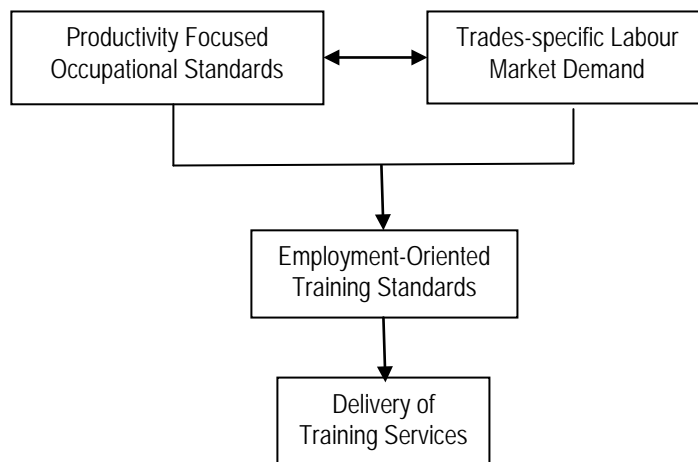 Productivity Focused
Occupational Standards
Trades-specific Labour
Market Demand
Employment-Oriented
Training Standards
Delivery of
Training Services